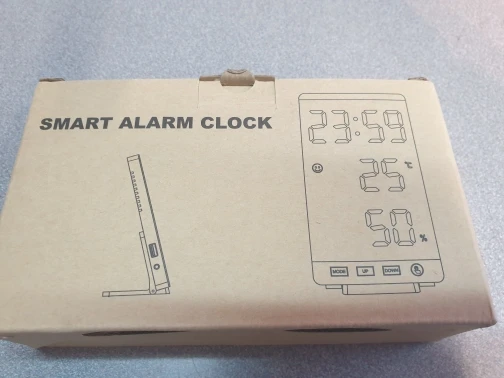 SMART ALARM CLOCK
23:59
25 °C
50 %
MODE UP DOWN